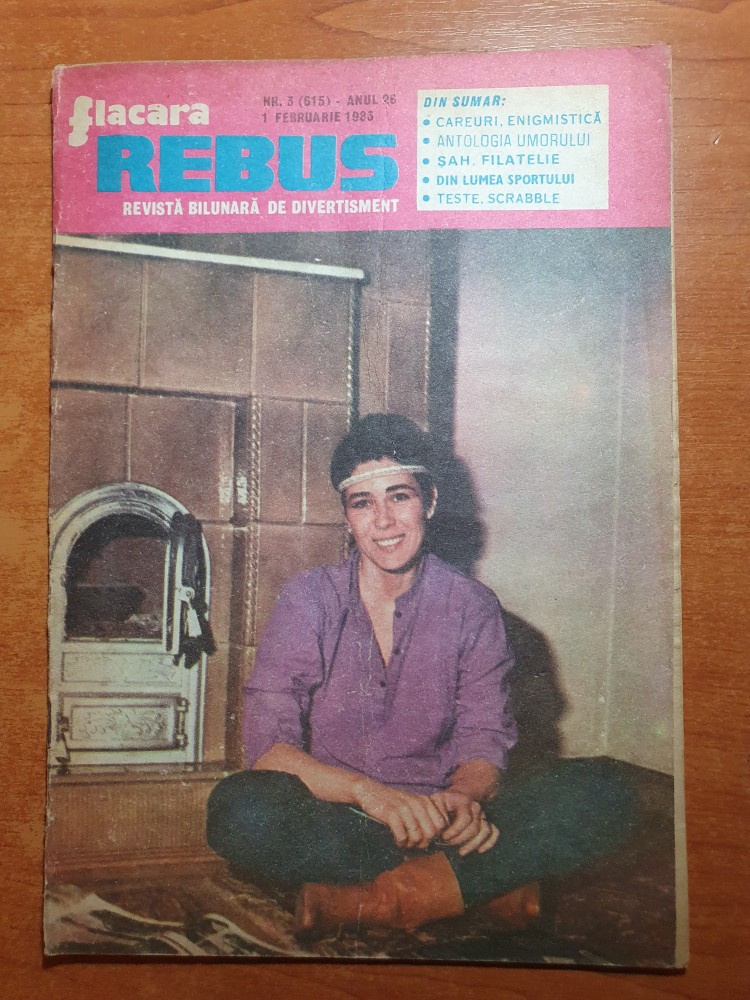 flacara
REBUS
REVISTĂ BILUNARĂ DE DIVERTISMENT
NR. 3 (615) - ANUL 26
1 FEBRUARIE 1983
DIN SUMAR:
• CAREURI, ENIGMISTICĂ
• ANTOLOGIA UMORULUI
• ŞAH, FILATELIE
• DIN LUMEA SPORTULUI
• TESTE, SCRABBLE